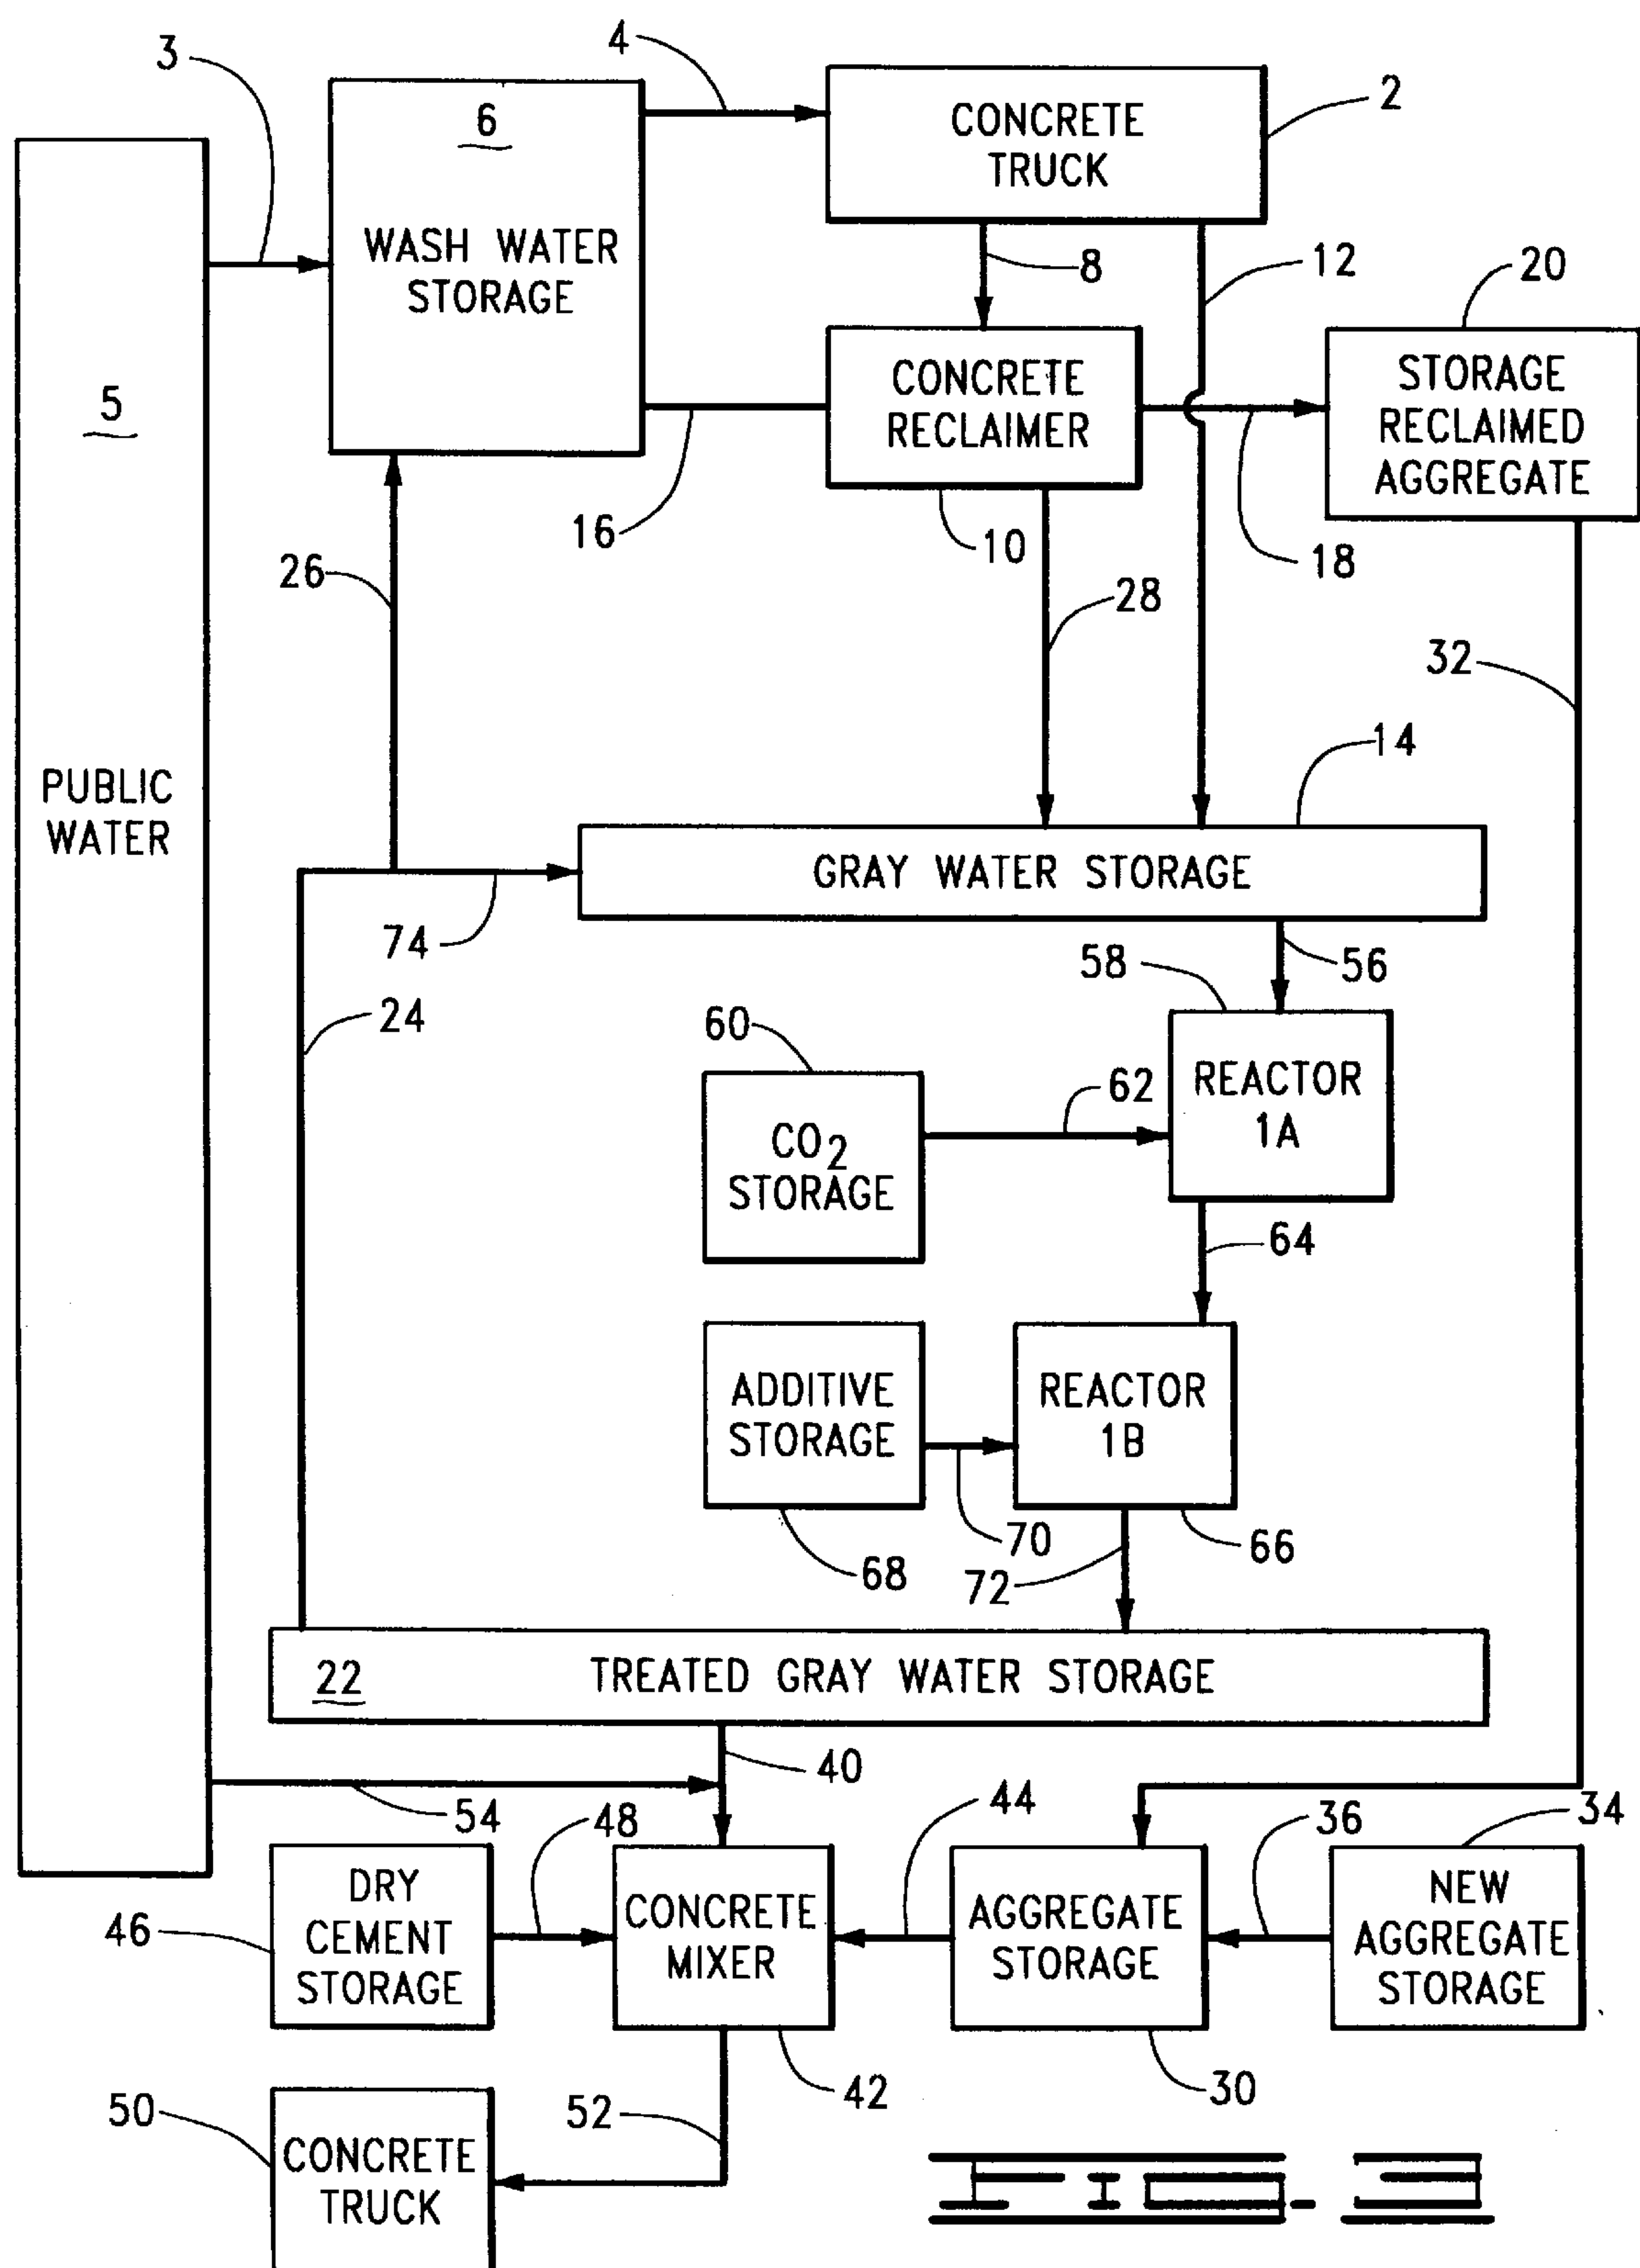 3
4
6
CONCRETE
TRUCK
2
WASH WATER
STORAGE
8
12
20
5
CONCRETE
RECLAIMER
STORAGE
RECLAIMED
AGGREGATE
16
10
18
26
28
32
PUBLIC
WATER
14
GRAY WATER STORAGE
74
58
56
24
60
62
REACTOR
1A
CO2
STORAGE
64
ADDITIVE
STORAGE
REACTOR
1B
70
66
68
72
22
TREATED GRAY WATER STORAGE
40
54
48
44
36
34
46
DRY
CEMENT
STORAGE
CONCRETE
MIXER
AGGREGATE
STORAGE
NEW
AGGREGATE
STORAGE
50
52
42
30
CONCRETE
TRUCK